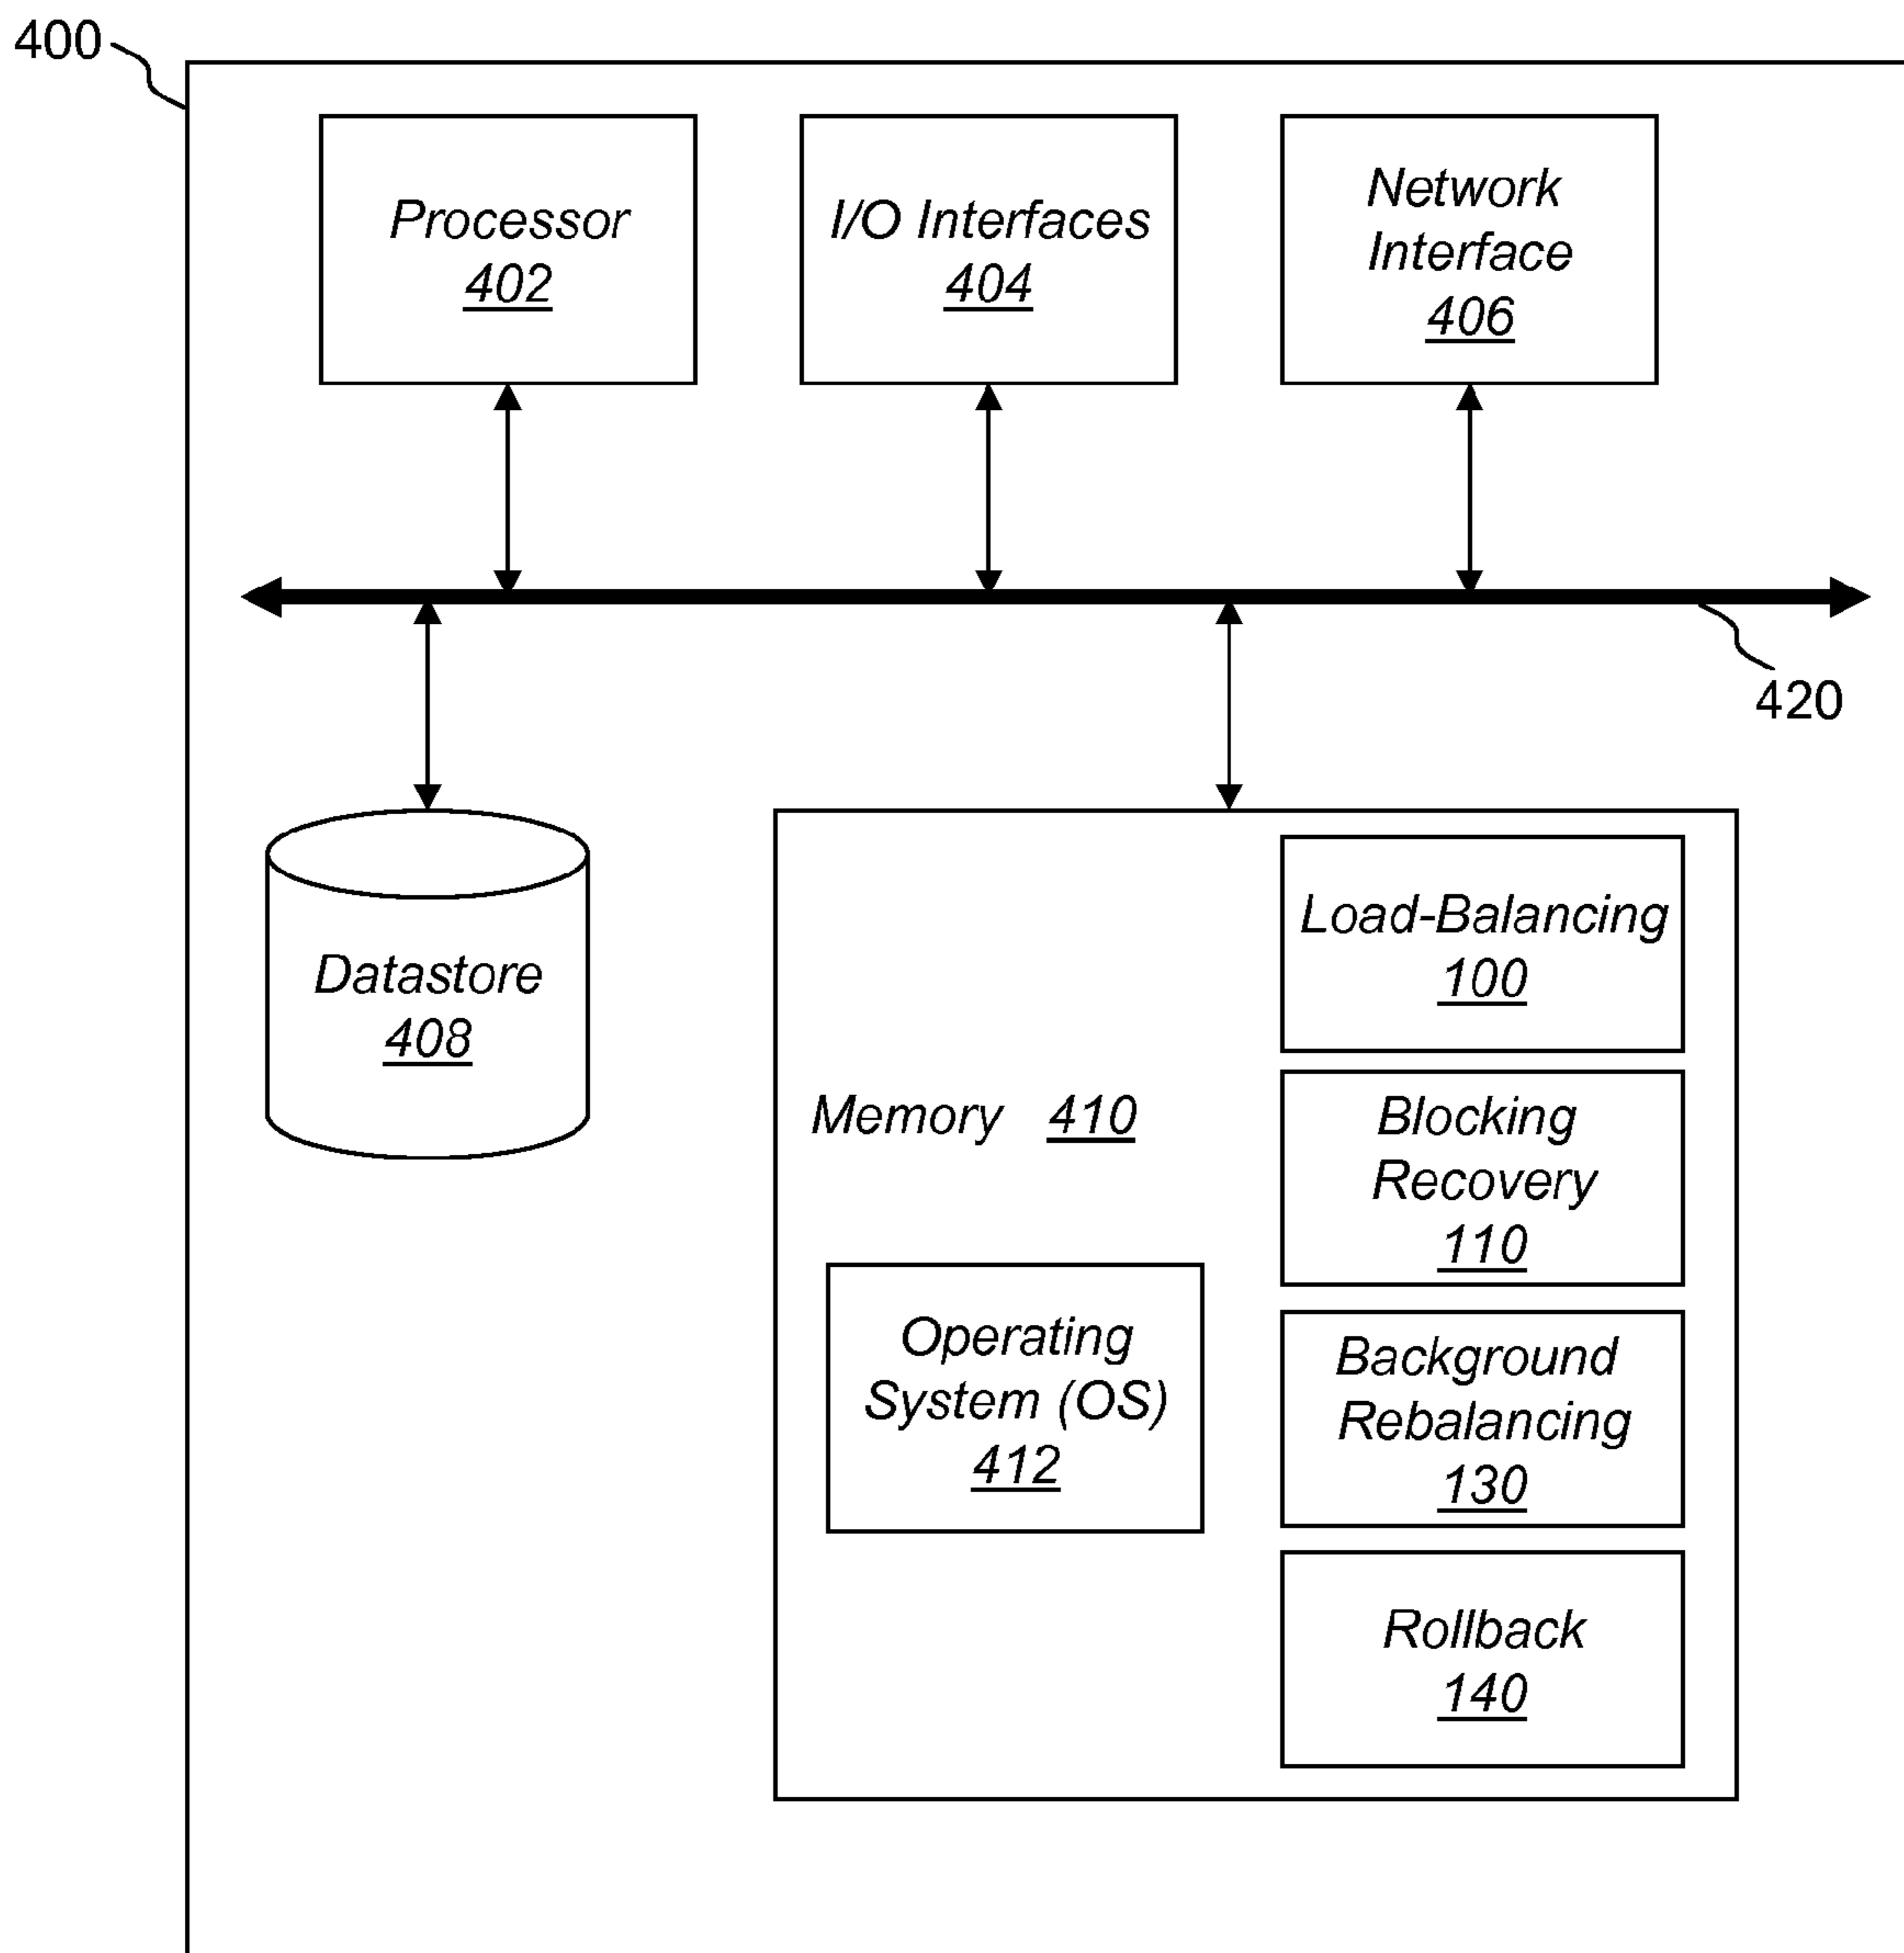 400
Processor
402
I/O Interfaces
404
Network
Interface
406
420
Datastore
408
Memory 410
Operating
System (OS)
412
Load-Balancing
100
Blocking
Recovery
110
Background
Rebalancing
130
Rollback
140